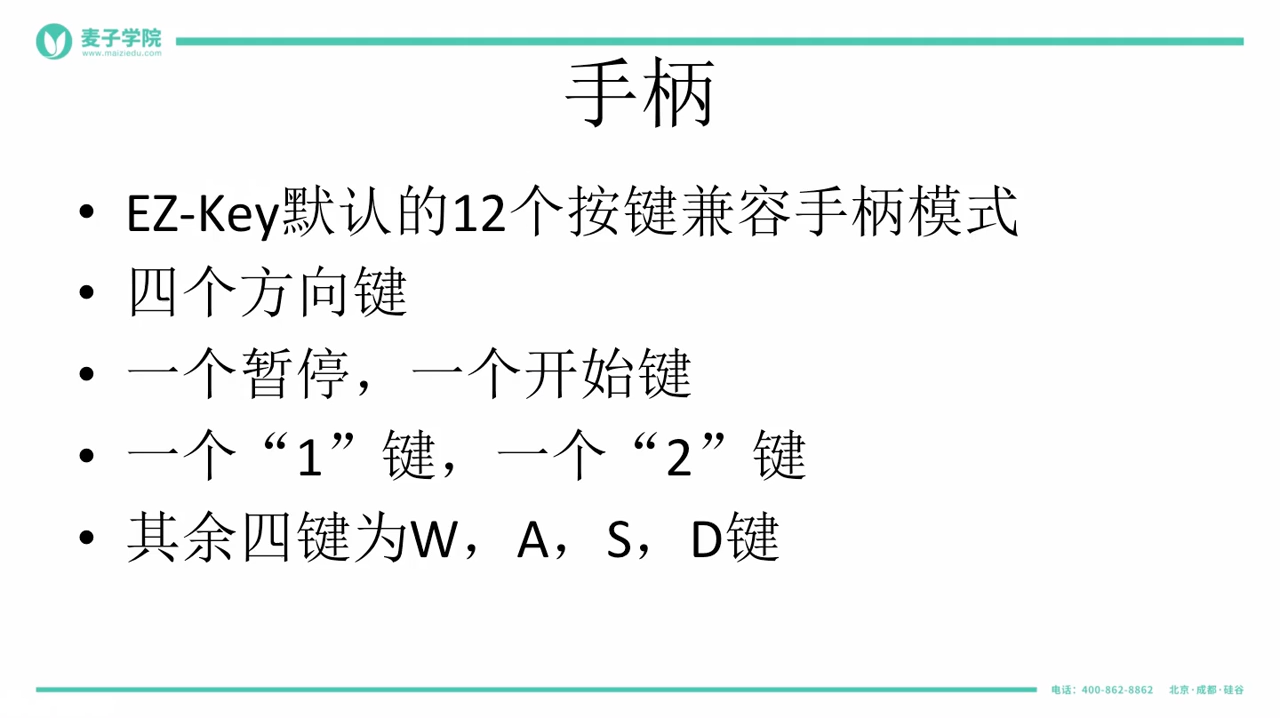 麦子学院
www.maiziedu.com
手柄
• EZ-Key默认的12个按键兼容手柄模式
• 四个方向键
• 一个暂停，一个开始键
• 一个“1”键，一个“2”键
• 其余四键为W，A，S，D键
电话：400-862-8862 北京·成都·硅谷